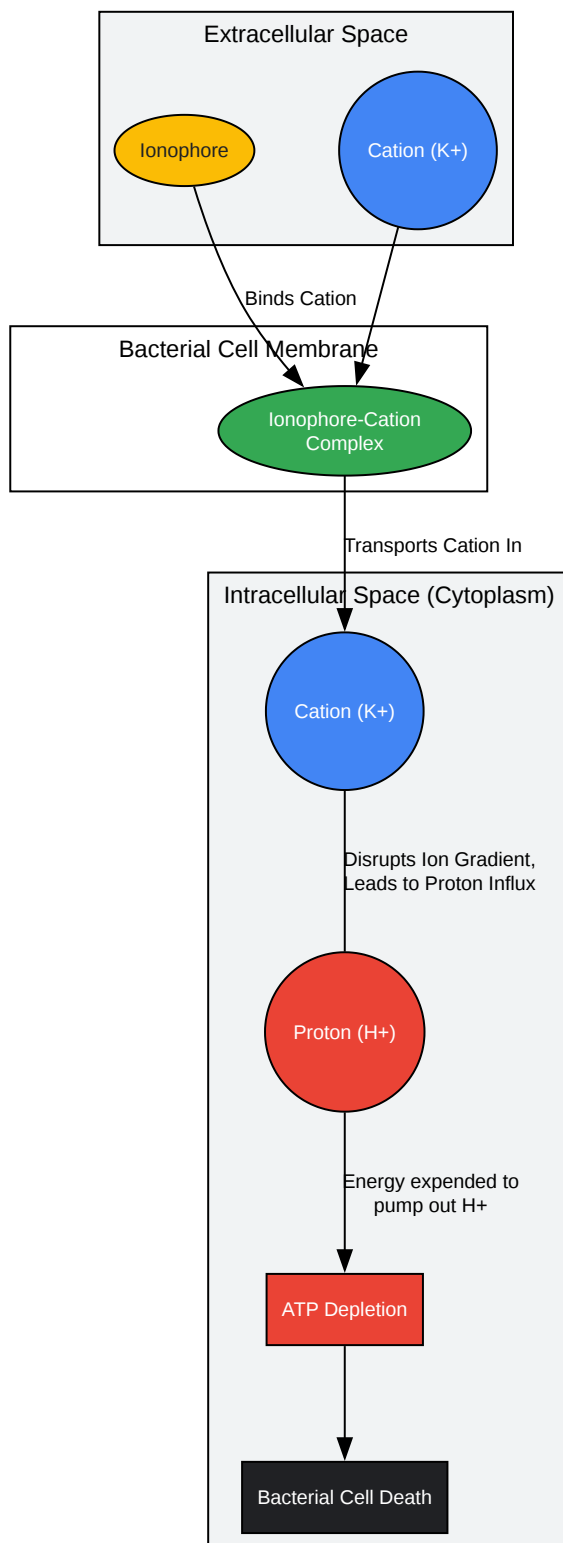 Extracellular Space
Ionophore
Cation (K+)
Binds Cation
Bacterial Cell Membrane
Ionophore-Cation
Complex
Transports Cation In
Intracellular Space (Cytoplasm)
Cation (K+)
Disrupts Ion Gradient,
Leads to Proton Influx
Proton (H+)
Energy expended to
pump out H+
ATP Depletion
Bacterial Cell Death